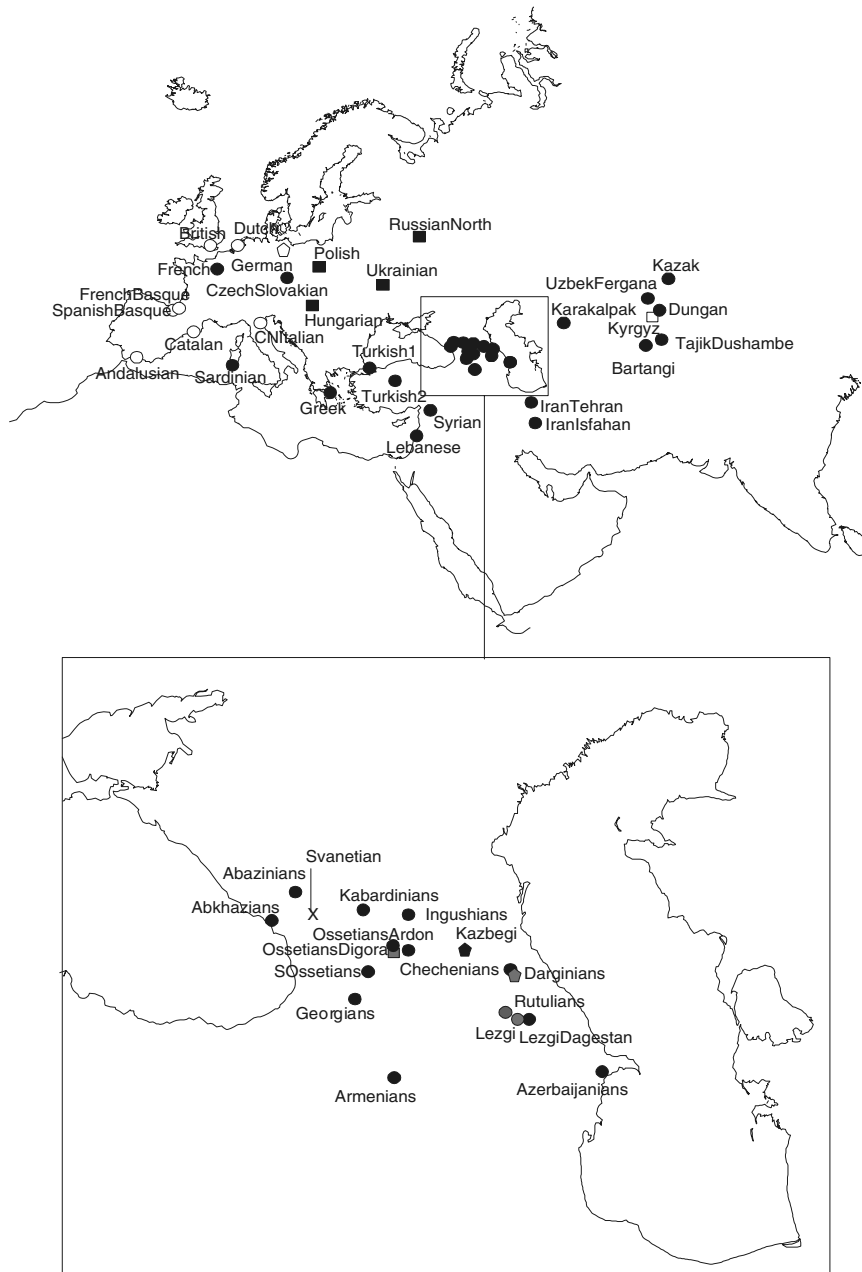 RussianNorth
British
Dutch
French
German
Polish
CzechSlovakian
Ukrainian
Kazak
UzbekFergana
FrenchBasque
SpanishBasque
Hungarian
Karakalpak
Dungan
Kyrgyz
Catalan
CNItalian
TajikDushambe
Andalusian
Sardinian
Turkish1
Bartangi
Greek
Turkish2
Syrian
IranTehran
Lebanese
IranIsfahan
Svanetian
Abazinians
Kabardinians
Abkhazians
Ingushians
OssetiansArdon
Kazbegi
OssetiansDigora
SOssetians
Chechenians
Darginians
Georgians
Rutulians
Lezgi
LezgiDagestan
Armenians
Azerbaijanians
X